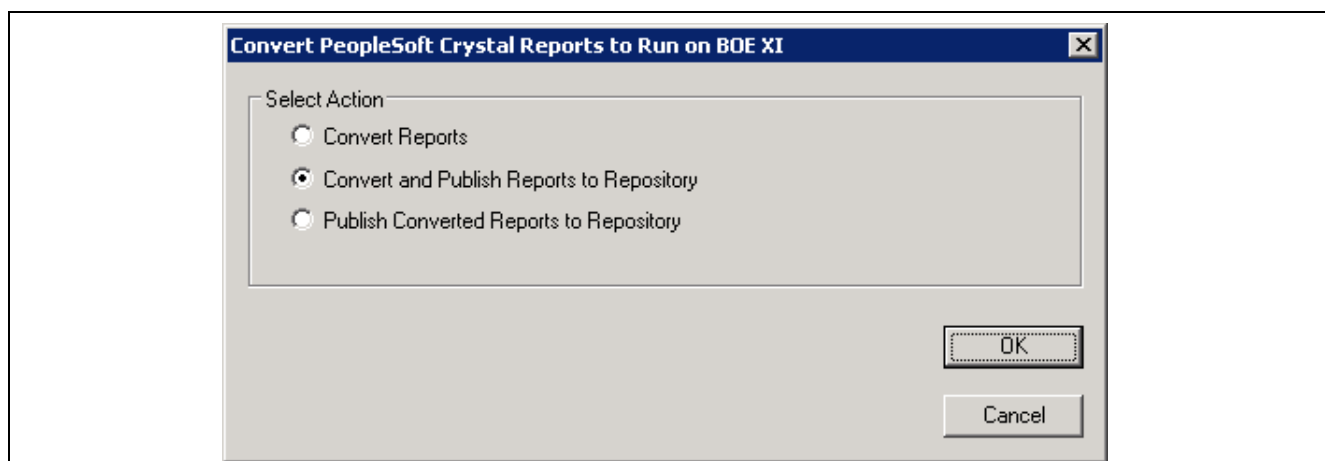 Convert PeopleSoft Crystal Reports to Run on BOE XI
Select Action
Convert Reports
Convert and Publish Reports to Repository
Publish Converted Reports to Repository
OK
Cancel